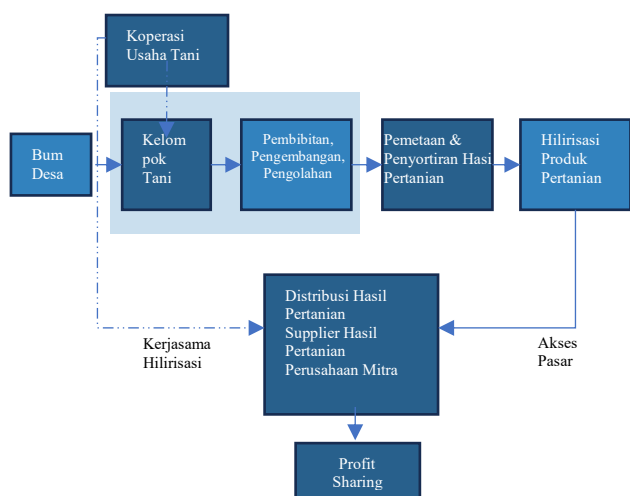 Koperasi
Usaha Tani
Bum
Desa
Kelom
pok
Tani
Pembibitan,
Pengembangan,
Pengolahan
Pemetaan &
Penyortiran Hasi
Pertanian
Hilirisasi
Produk
Pertanian
Distribusi Hasil
Pertanian
Supplier Hasil
Pertanian
Perusahaan Mitra
Kerjasama
Hilirisasi
Akses
Pasar
Profit
Sharing